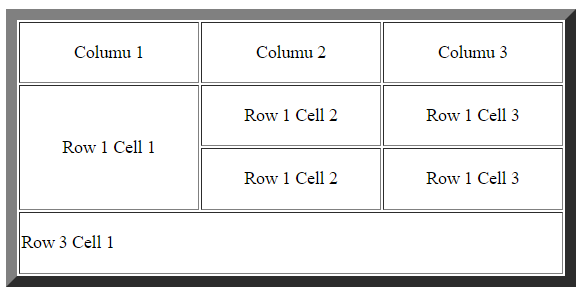 Columu 1 Columu 2 Columu 3
Row 1 Cell 1
Row 1 Cell 2 Row 1 Cell 3
Row 1 Cell 2 Row 1 Cell 3
Row 3 Cell 1